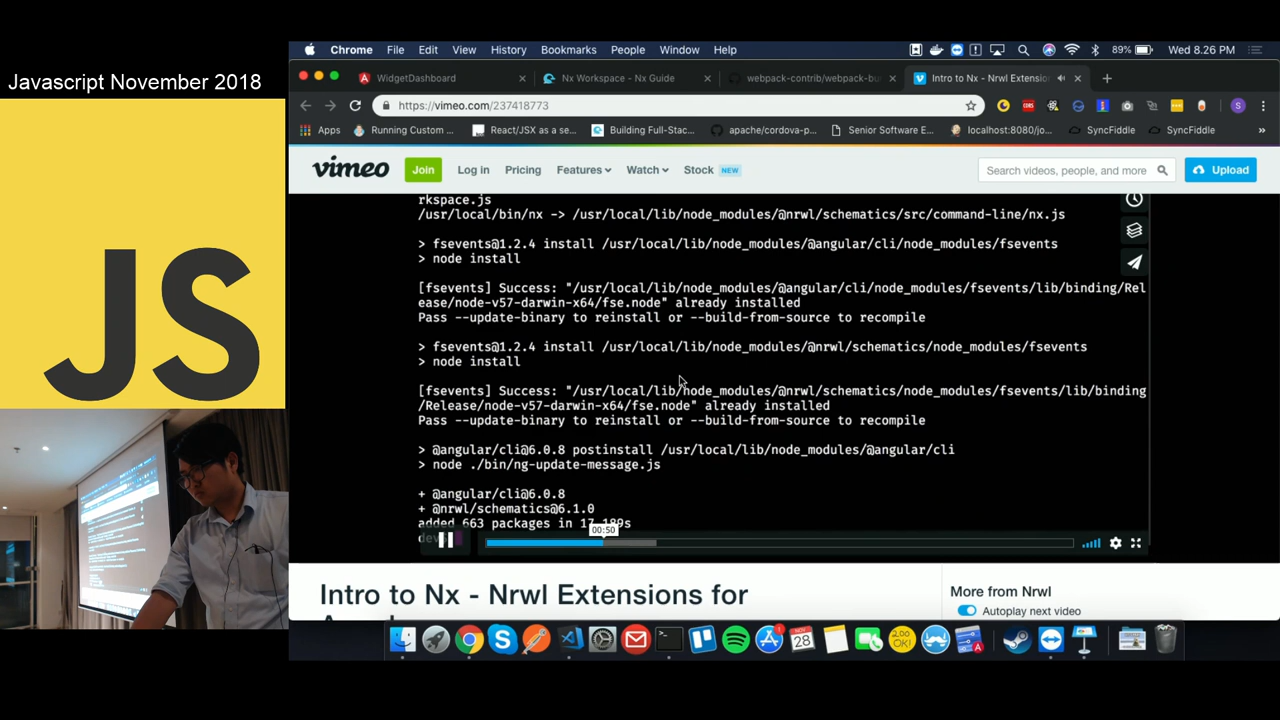 Javascript November 2018
JS
Chrome File Edit View History Bookmarks People Window Help
89% Wed 8.26 PM
WidgetDashboard
Nx Workspace - Nx Guide
webpack-contrib/webpack-bu
Intro to Nx - Nrwl Extension
https://vimeo.com/237418773
Apps
Running Custom ...
React/JSX as a se...
Building Full-Stac...
apache/cordova-p...
Senior Software E...
localhost:8080/jo...
SyncFiddle
SyncFiddle
vimeo Join Log in Pricing Features Watch Stock NEW
Search videos, people, and more
Upload
rkspace.js
/usr/local/bin/nx -> /usr/local/lib/node_modules/@nrwl/schematics/src/command-line/nx.js
> fsevents@1.2.4 install /usr/local/lib/node_modules/@angular/cli/node_modules/fsevents
> node install
[fsevents] Success: "/usr/local/lib/node_modules/@angular/cli/node_modules/fsevents/lib/binding/Rel
ease/node-v57-darwin-x64/fse.node" already installed
Pass --update-binary to reinstall or --build-from-source to recompile
> fsevents@1.2.4 install /usr/local/lib/node_modules/@nrwl/schematics/node_modules/fsevents
> node install
[fsevents] Success: "/usr/local/lib/node_modules/@nrwl/schematics/node_modules/fsevents/lib/binding
/Release/node-v57-darwin-x64/fse.node" already installed
Pass --update-binary to reinstall or --build-from-source to recompile
> @angular/cli@6.0.8 postinstall /usr/local/lib/node_modules/@angular/cli
> node ./bin/ng-update-message.js
+ @angular/cli@6.0.8
+ @nrwl/schematics@6.1.0
added 663 packages in 17.189s
00:50
Intro to Nx - Nrwl Extensions for
More from Nrwl
Autoplay next video
NOV
28
200
OK!